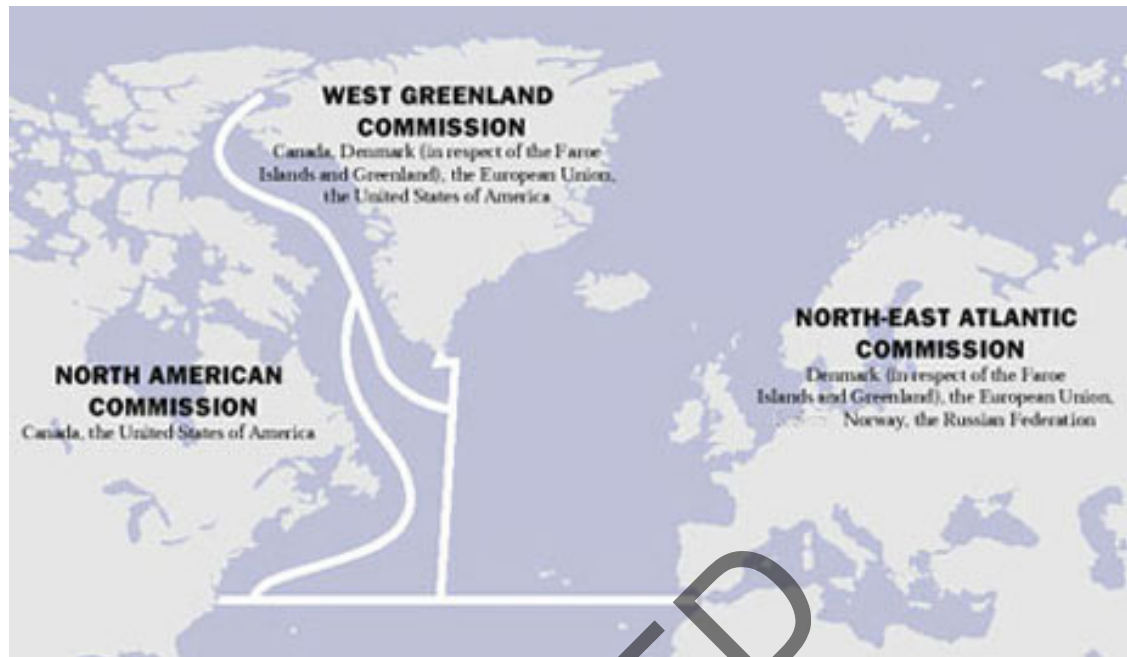 WEST GREENLAND
COMMISSION
Canada, Denmark (in respect of the Faroe
Islands and Greenland), the European Union,
the United States of America
NORTH AMERICAN
COMMISSION
Canada, the United States of America
NORTH-EAST ATLANTIC
COMMISSION
Denmark (in respect of the Faroe
Islands and Greenland), the European Union,
Norway, the Russian Federation